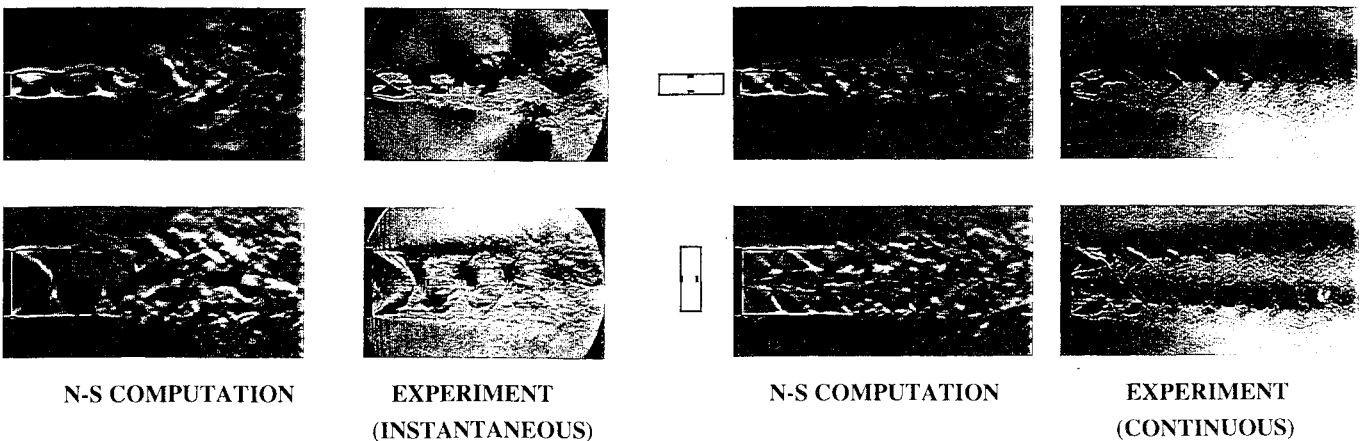 N-S COMPUTATION
EXPERIMENT
(INSTANTANEOUS)
N-S COMPUTATION
EXPERIMENT
(CONTINUOUS)